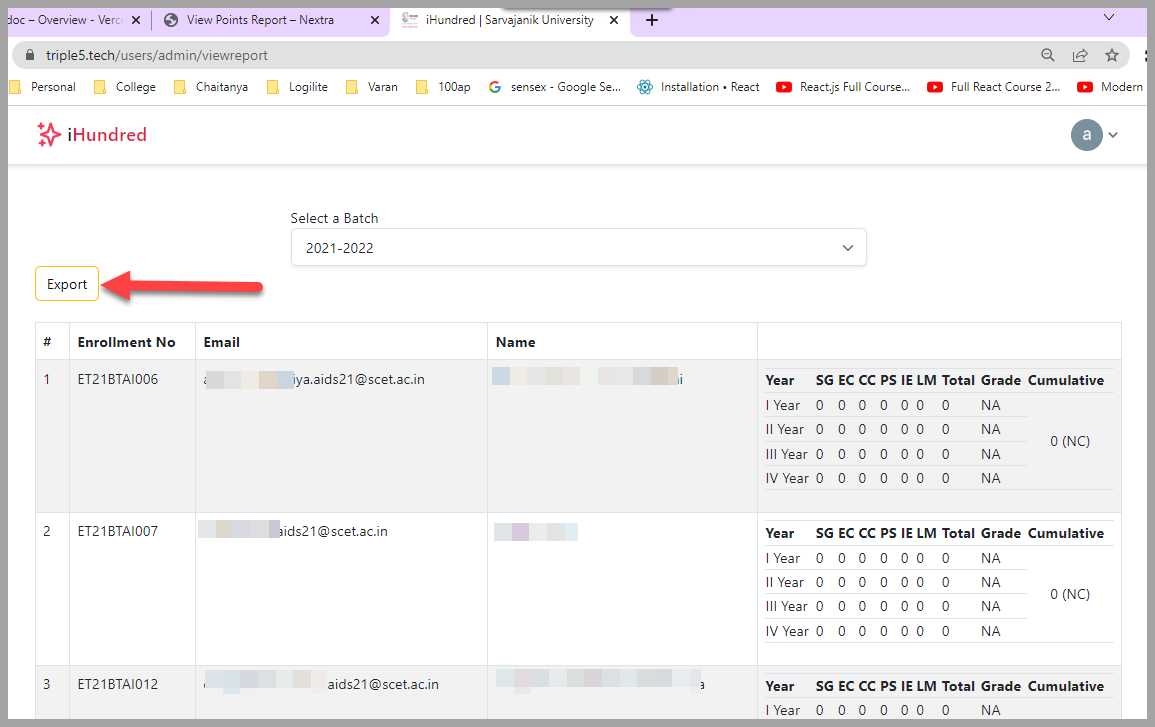 doc – Overview - Verc View Points Report – Nextra iHundred | Sarvajanik University
triple5.tech/users/admin/viewreport
Personal College Chaitanya Logilite Varan 100ap sensex - Google Se... Installation • React React.js Full Course... Full React Course 2... Modern
iHundred a
Select a Batch
2021-2022
Export
# Enrollment No Email Name
1 ET21BTAI006 iya.aids21@scet.ac.in
Year SG EC CC PS IE LM Total Grade Cumulative
I Year 0 0 0 0 0 0 0 NA
II Year 0 0 0 0 0 0 0 NA
0 (NC)
III Year 0 0 0 0 0 0 0 NA
IV Year 0 0 0 0 0 0 0 NA
2 ET21BTAI007 aids21@scet.ac.in
Year SG EC CC PS IE LM Total Grade Cumulative
I Year 0 0 0 0 0 0 0 NA
II Year 0 0 0 0 0 0 0 NA
0 (NC)
III Year 0 0 0 0 0 0 0 NA
IV Year 0 0 0 0 0 0 0 NA
3 ET21BTAI012 aids21@scet.ac.in
Year SG EC CC PS IE LM Total Grade Cumulative
I Year 0 0 0 0 0 0 0 NA